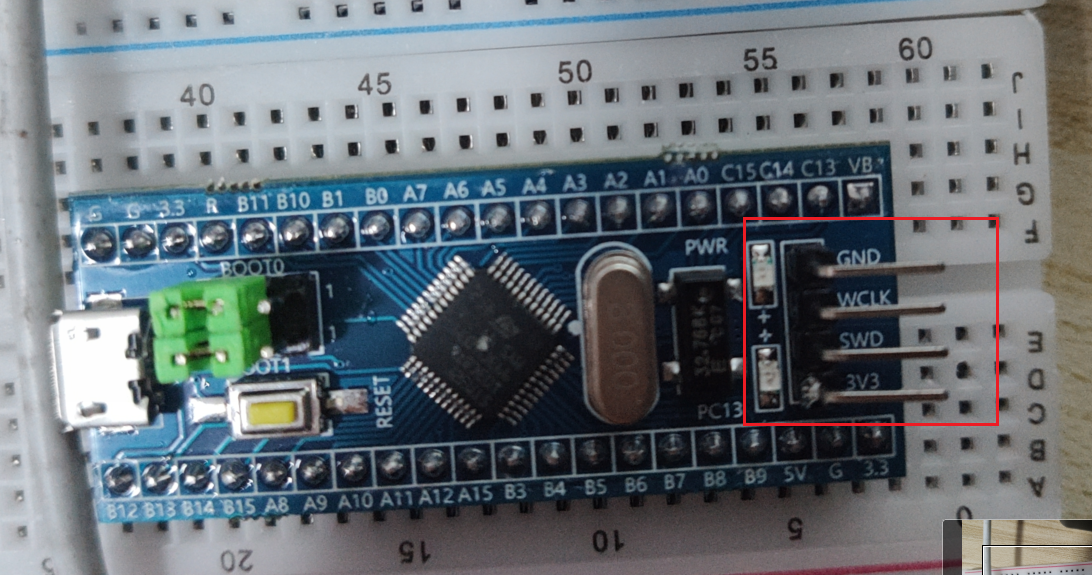 40 45 50 55 60
J
I
H
G
F
G G 3.3 R B11 B10 B1 B0 A7 A6 A5 A4 A3 A2 A1 A0 C15 C14 C13 VB
BOOT0
1
1
BOOT1
RESET
PWR
PC13
GND
WCLK
SWD
3V3
E
D
C
B
A
B12 B13 B14 B15 A8 A9 A10 A11 A12 A15 B3 B4 B5 B6 B7 B8 B9 5V G 3.3
20 15 10 5 0